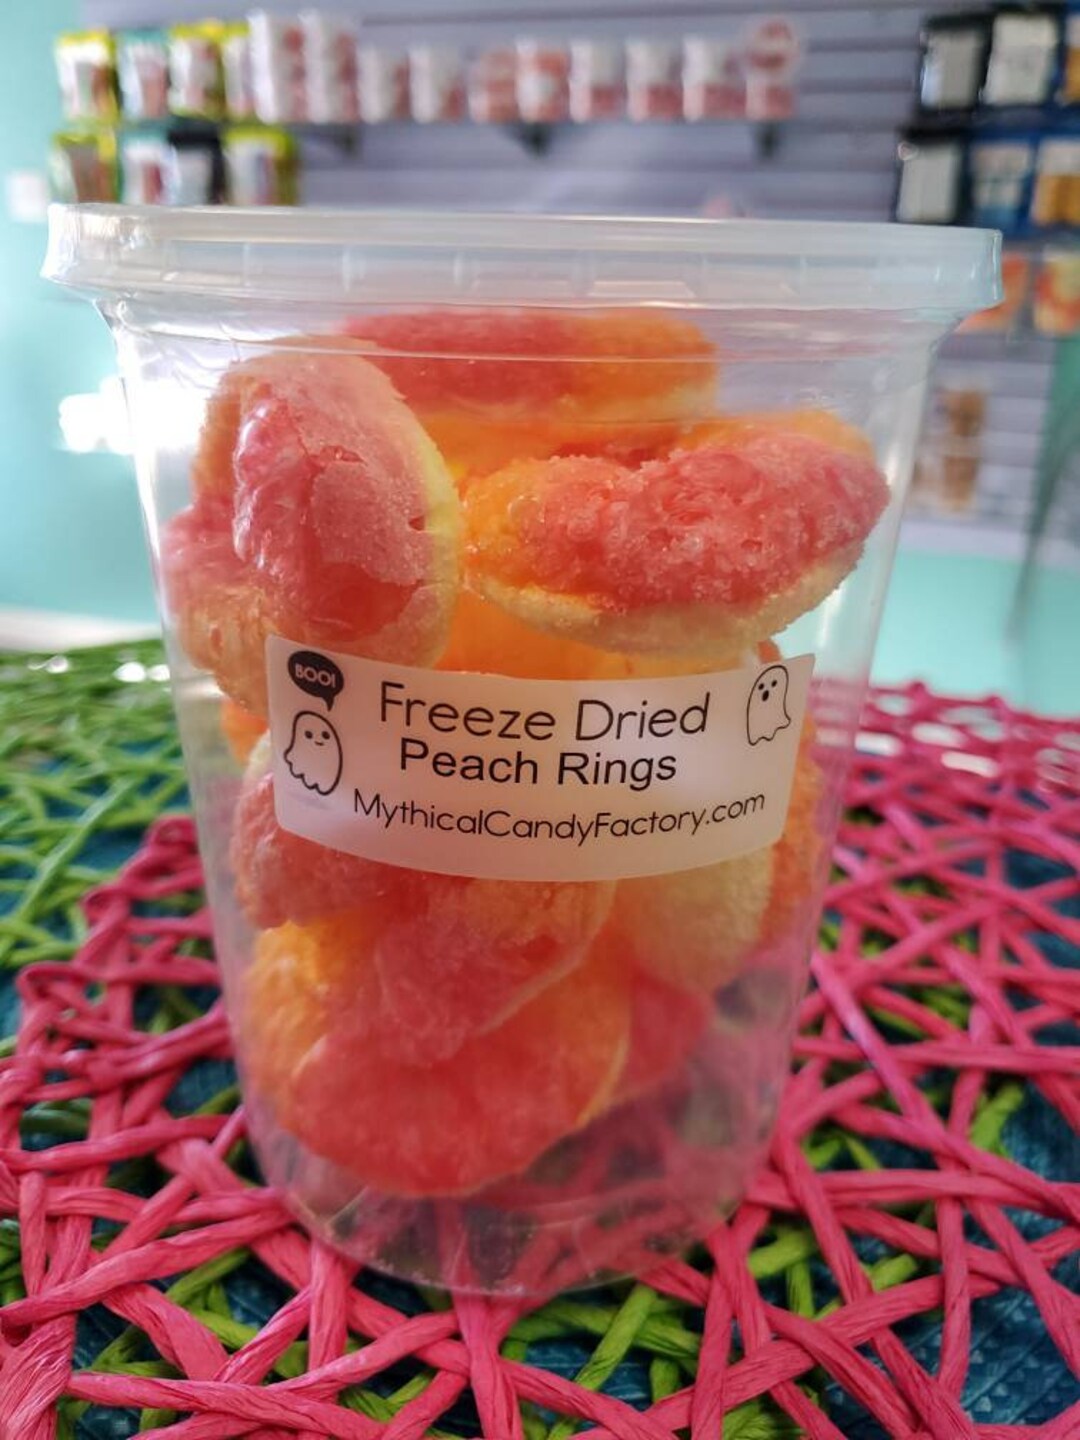 BOO!
Freeze Dried
Peach Rings
MythicalCandyFactory.com